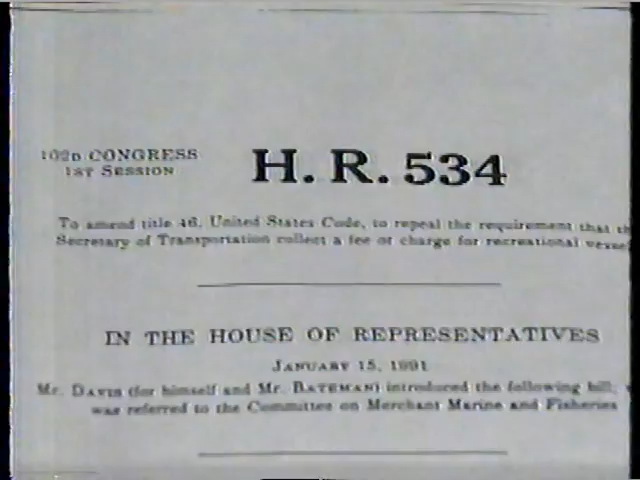 102D CONGRESS
1ST SESSION
H. R. 534
To amend title 46, United States Code, to repeal the requirement that
Secretary of Transportation collect a fee or charge for recreational
IN THE HOUSE OF REPRESENTATIVES
JANUARY 15, 1991
Mr. DAVIS (for himself and Mr. BATEMAN) introduced the following bill;
was referred to the Committee on Merchant Marine and Fisheries